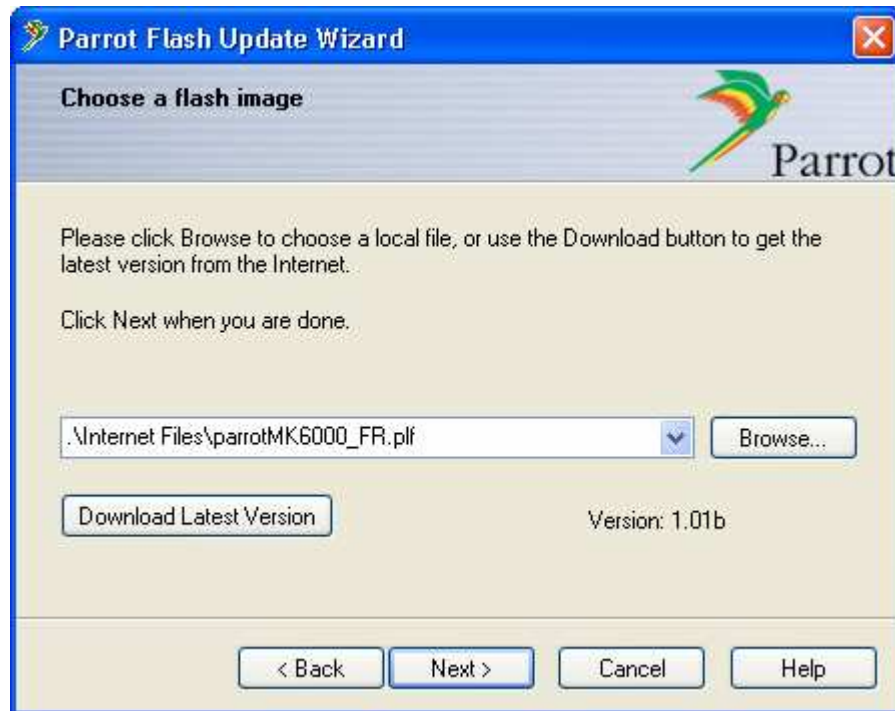 Parrot Flash Update Wizard
Choose a flash image
Parrot
Please click Browse to choose a local file, or use the Download button to get the
latest version from the Internet.
Click Next when you are done.
.\Internet Files\parrotMK6000_FR.plf
Browse...
Download Latest Version
Version: 1.01b
< Back
Next >
Cancel
Help